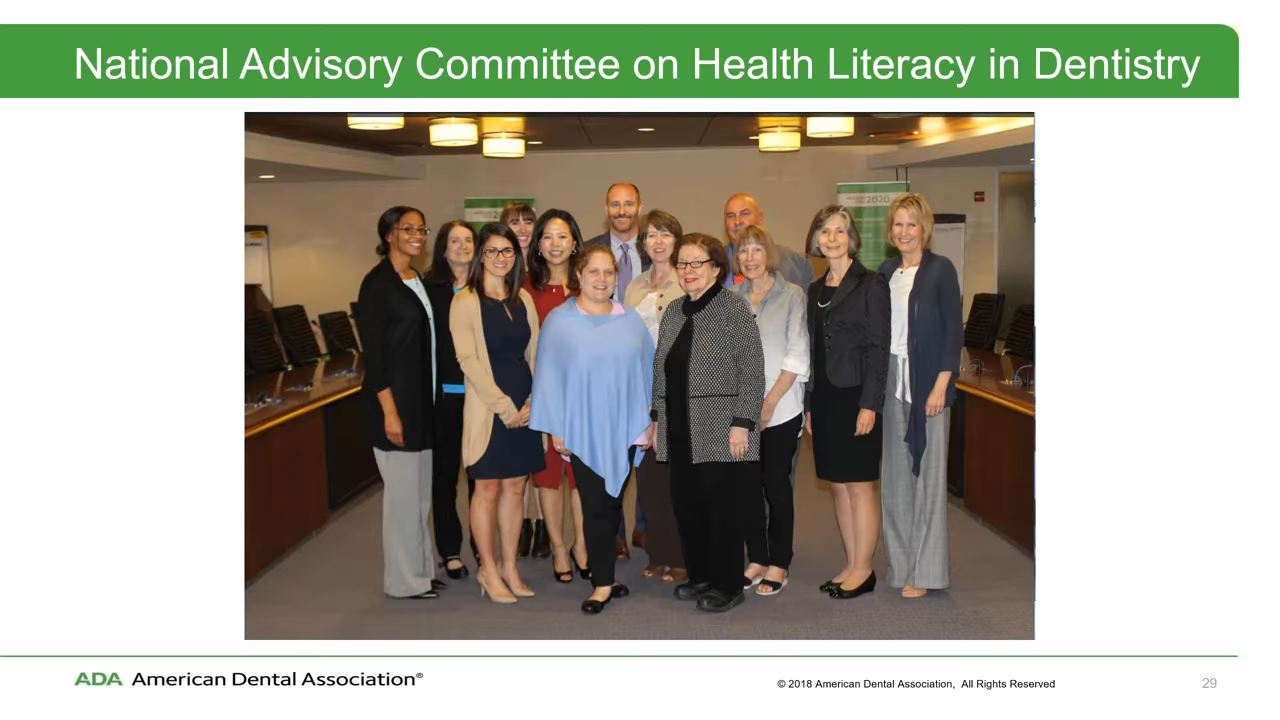 National Advisory Committee on Health Literacy in Dentistry
2020
ADA American Dental Association®
© 2018 American Dental Association, All Rights Reserved
29